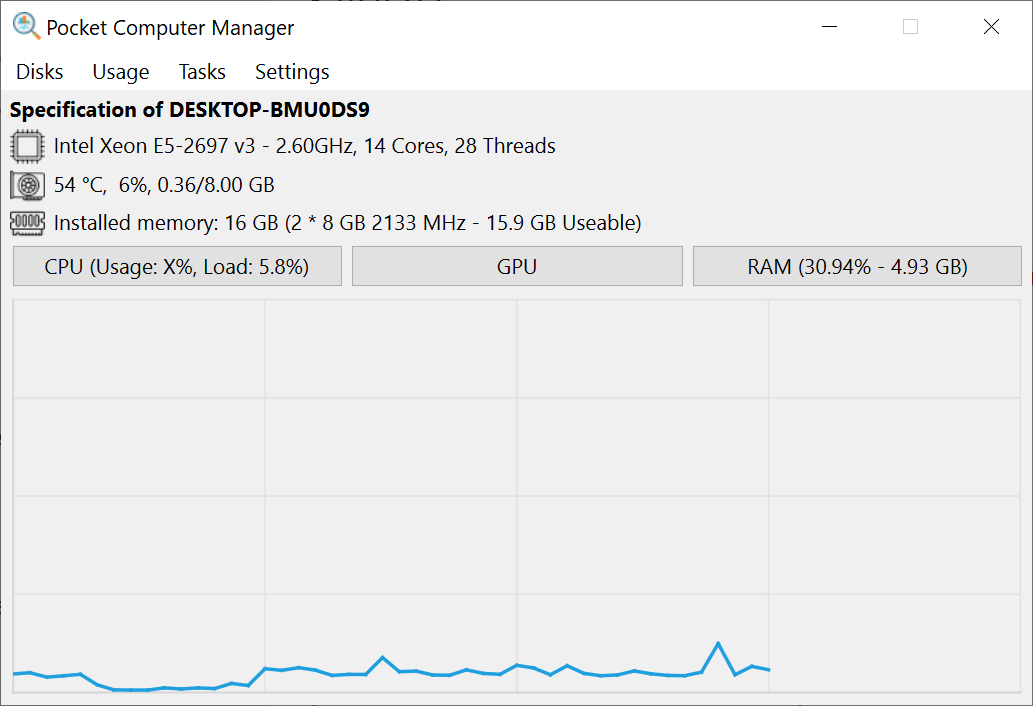 Pocket Computer Manager
Disks Usage Tasks Settings
Specification of DESKTOP-BMU0DS9
Intel Xeon E5-2697 v3 - 2.60GHz, 14 Cores, 28 Threads
54 °C, 6%, 0.36/8.00 GB
Installed memory: 16 GB (2 * 8 GB 2133 MHz - 15.9 GB Useable)
CPU (Usage: X%, Load: 5.8%) GPU RAM (30.94% - 4.93 GB)